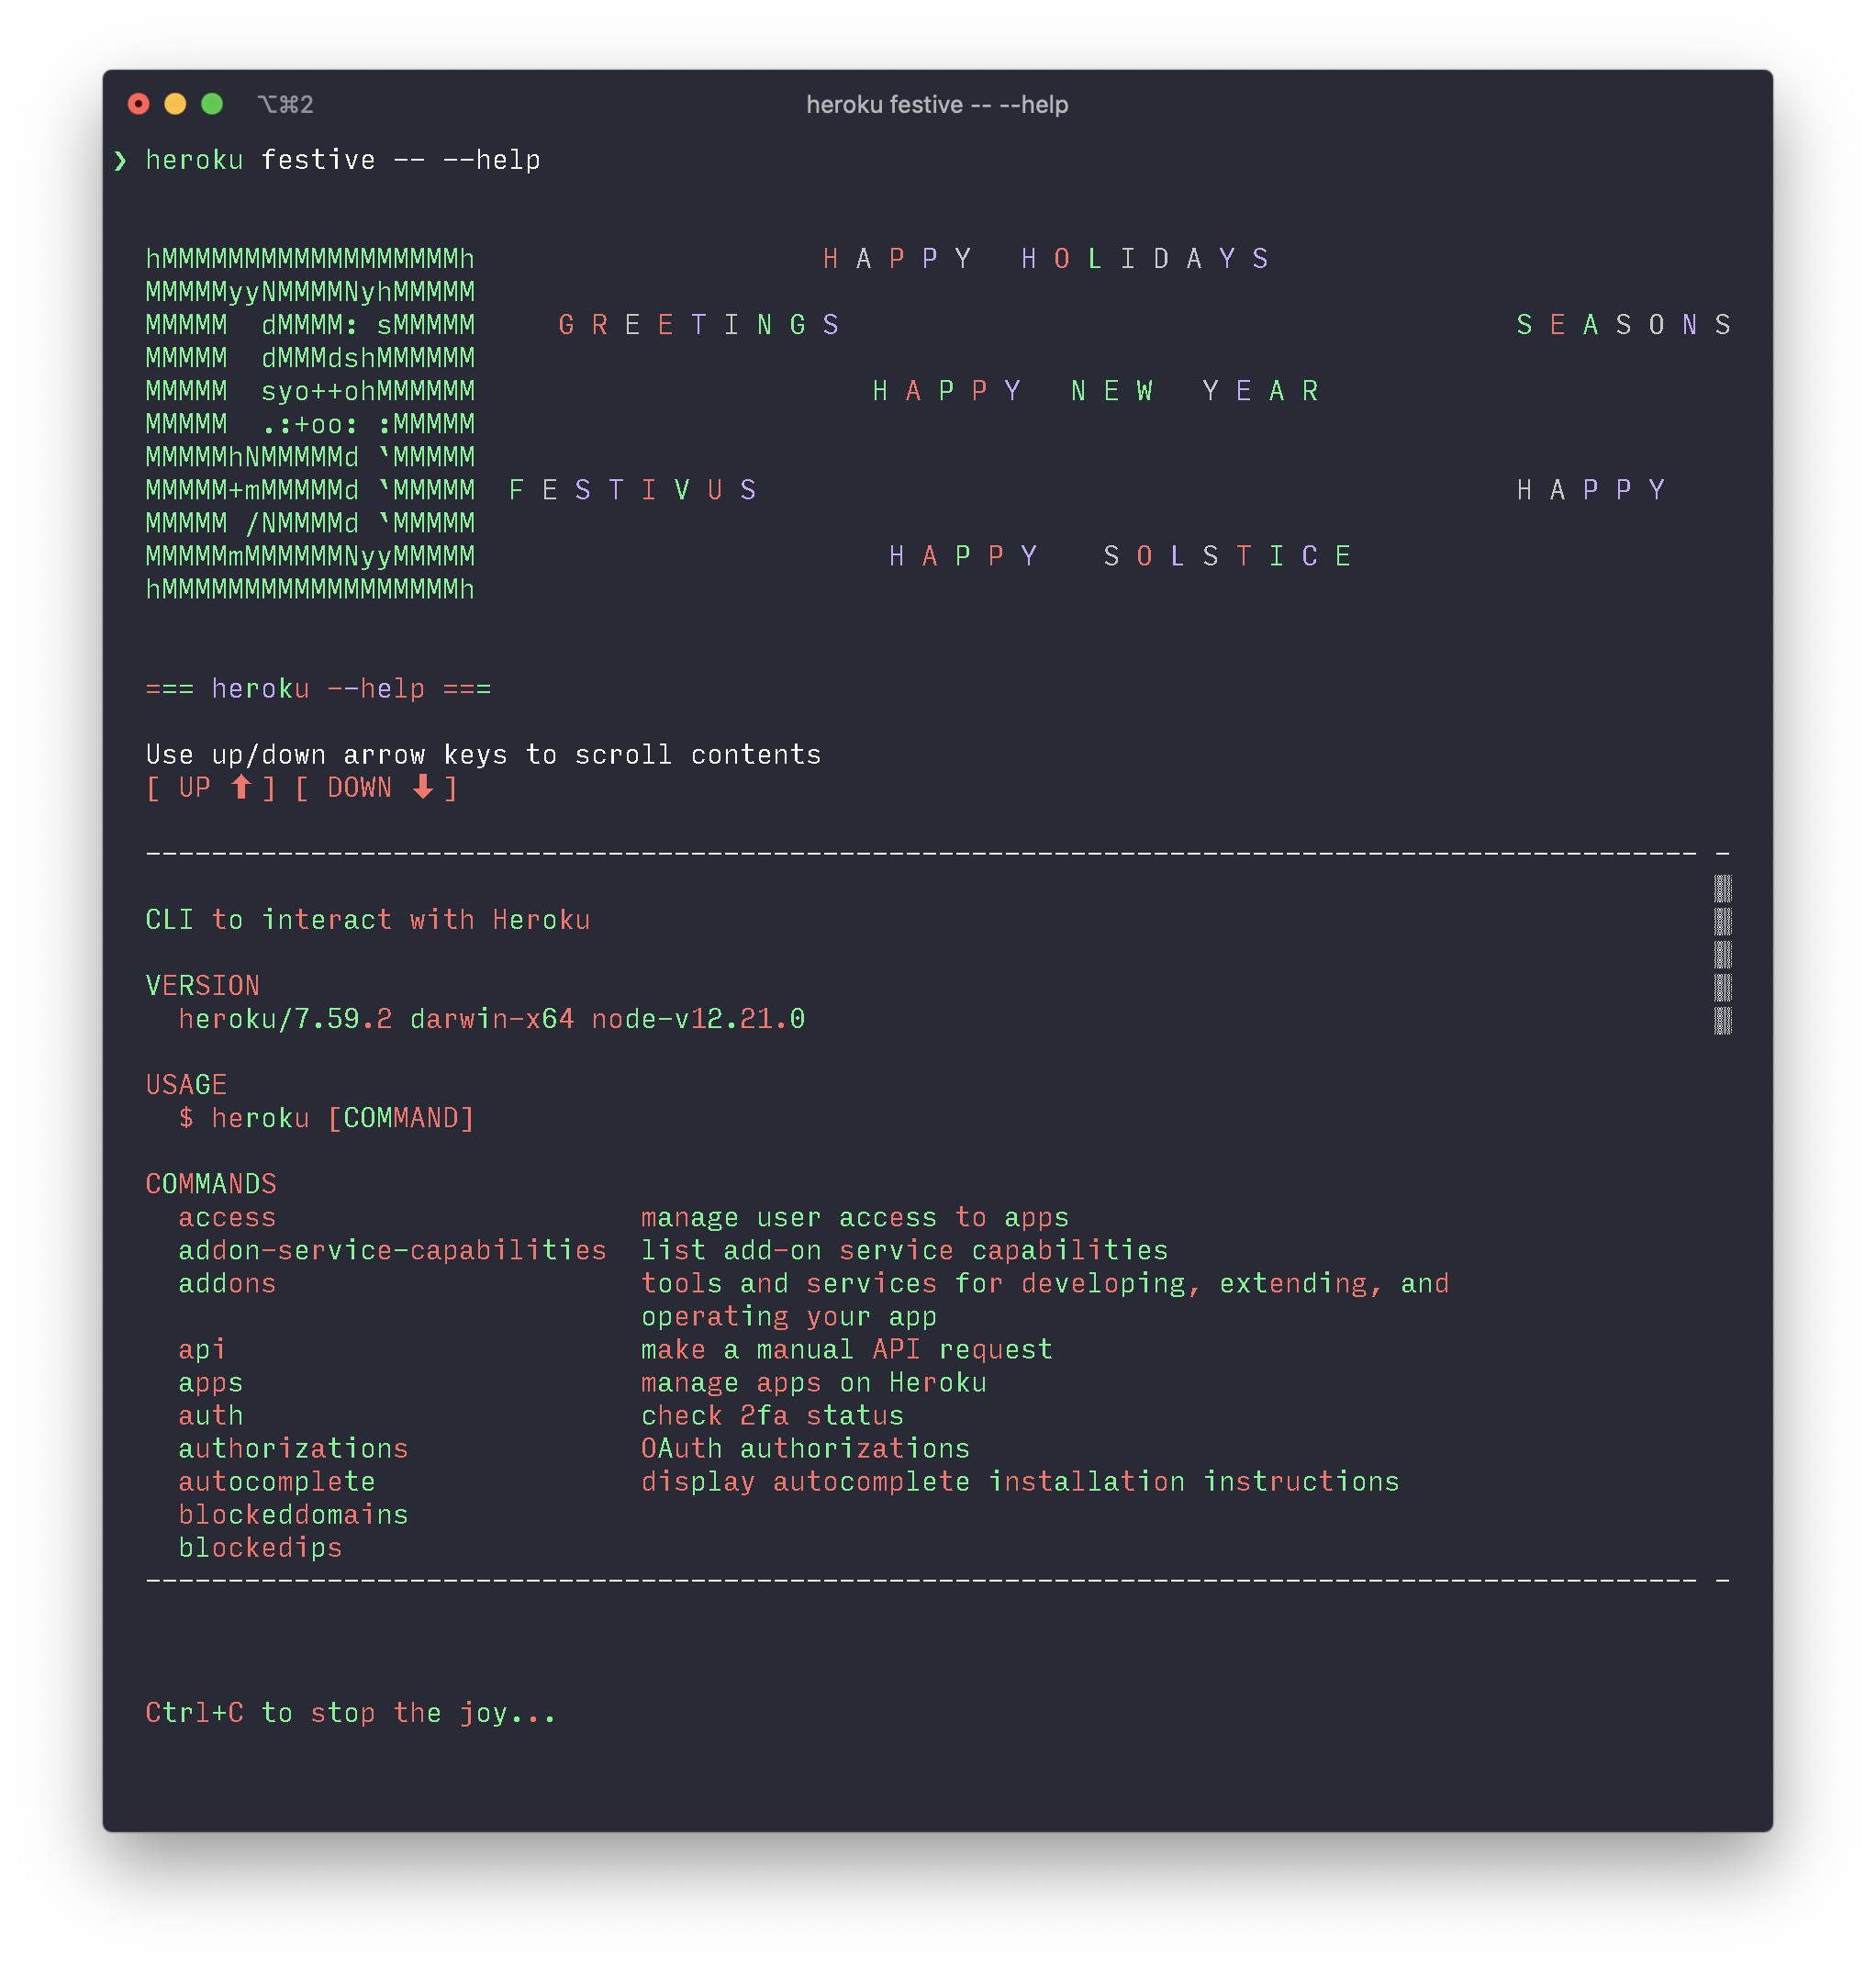 ⌥⌘2 heroku festive -- --help
❯ heroku festive -- --help
hMMMMMMMMMMMMMMMMMMh H A P P Y H O L I D A Y S
MMMMMyyNMMMMNyhMMMMM
MMMMM dMMMM: sMMMMM G R E E T I N G S S E A S O N S
MMMMM dMMMdshMMMMMM
MMMMM syo++ohMMMMMM H A P P Y N E W Y E A R
MMMMM .:+oo: :MMMMM
MMMMMhNMMMMMd `MMMMM
MMMMM+mMMMMMd `MMMMM F E S T I V U S H A P P Y
MMMMM /NMMMMd `MMMMM
MMMMMmMMMMMMNyyMMMMM H A P P Y S O L S T I C E
hMMMMMMMMMMMMMMMMMMh
=== heroku --help ===
Use up/down arrow keys to scroll contents
[ UP ⬆ ] [ DOWN ⬇ ]
CLI to interact with Heroku
VERSION
heroku/7.59.2 darwin-x64 node-v12.21.0
USAGE
$ heroku [COMMAND]
COMMANDS
access manage user access to apps
addon-service-capabilities list add-on service capabilities
addons tools and services for developing, extending, and
operating your app
api make a manual API request
apps manage apps on Heroku
auth check 2fa status
authorizations OAuth authorizations
autocomplete display autocomplete installation instructions
blockeddomains
blockedips
Ctrl+C to stop the joy...